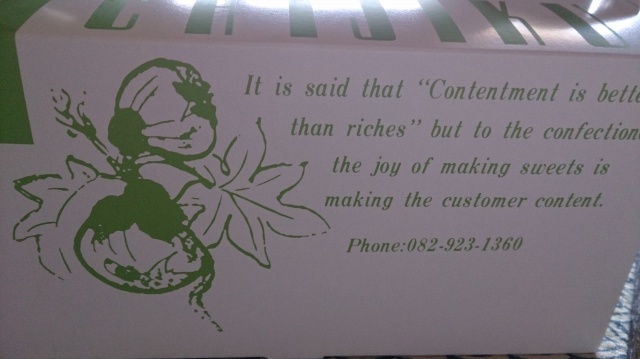 It is said that "Contentment is bette
than riches" but to the confection
the joy of making sweets is
making the customer content.
Phone:082-923-1360